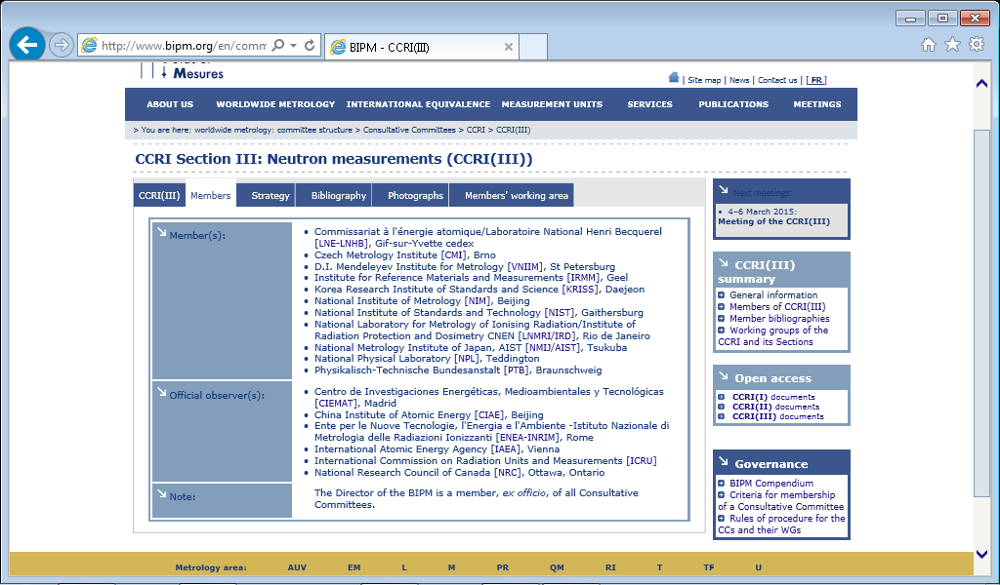 http://www.bipm.org/en/comm
BIPM - CCRI(III)
Mesures
| Site map | News | Contact us | [ FR ]
ABOUT US WORLDWIDE METROLOGY INTERNATIONAL EQUIVALENCE MEASUREMENT UNITS SERVICES PUBLICATIONS MEETINGS
> You are here: worldwide metrology: committee structure > Consultative Committees > CCRI > CCRI(III)
CCRI Section III: Neutron measurements (CCRI(III))
CCRI(III) Members Strategy Bibliography Photographs Members' working area
Member(s):
• Commissariat à l'énergie atomique/Laboratoire National Henri Becquerel
[LNE-LNHB], Gif-sur-Yvette cedex
• Czech Metrology Institute [CMI], Brno
• D.I. Mendeleyev Institute for Metrology [VNIIM], St Petersburg
• Institute for Reference Materials and Measurements [IRMM], Geel
• Korea Research Institute of Standards and Science [KRISS], Daejeon
• National Institute of Metrology [NIM], Beijing
• National Institute of Standards and Technology [NIST], Gaithersburg
• National Laboratory for Metrology of Ionising Radiation/Institute of
Radiation Protection and Dosimetry CNEN [LNMRI/IRD], Rio de Janeiro
• National Metrology Institute of Japan, AIST [NMIJ/AIST], Tsukuba
• National Physical Laboratory [NPL], Teddington
• Physikalisch-Technische Bundesanstalt [PTB], Braunschweig
Official observer(s):
• Centro de Investigaciones Energéticas, Medioambientales y Tecnológicas
[CIEMAT], Madrid
• China Institute of Atomic Energy [CIAE], Beijing
• Ente per le Nuove Tecnologie, l'Energia e l'Ambiente -Istituto Nazionale di
Metrologia delle Radiazioni Ionizzanti [ENEA-INRIM], Rome
• International Atomic Energy Agency [IAEA], Vienna
• International Commission on Radiation Units and Measurements [ICRU]
• National Research Council of Canada [NRC], Ottawa, Ontario
Note:
The Director of the BIPM is a member, ex officio, of all Consultative
Committees.
Next meetings:
• 4–6 March 2015:
Meeting of the CCRI(III)
CCRI(III)
summary
General information
Members of CCRI(III)
Member bibliographies
Working groups of the
CCRI and its Sections
Open access
CCRI(I) documents
CCRI(II) documents
CCRI(III) documents
Governance
BIPM Compendium
Criteria for membership
of a Consultative Committee
Rules of procedure for the
CCs and their WGs
Metrology area: AUV EM L M PR QM RI T TF U